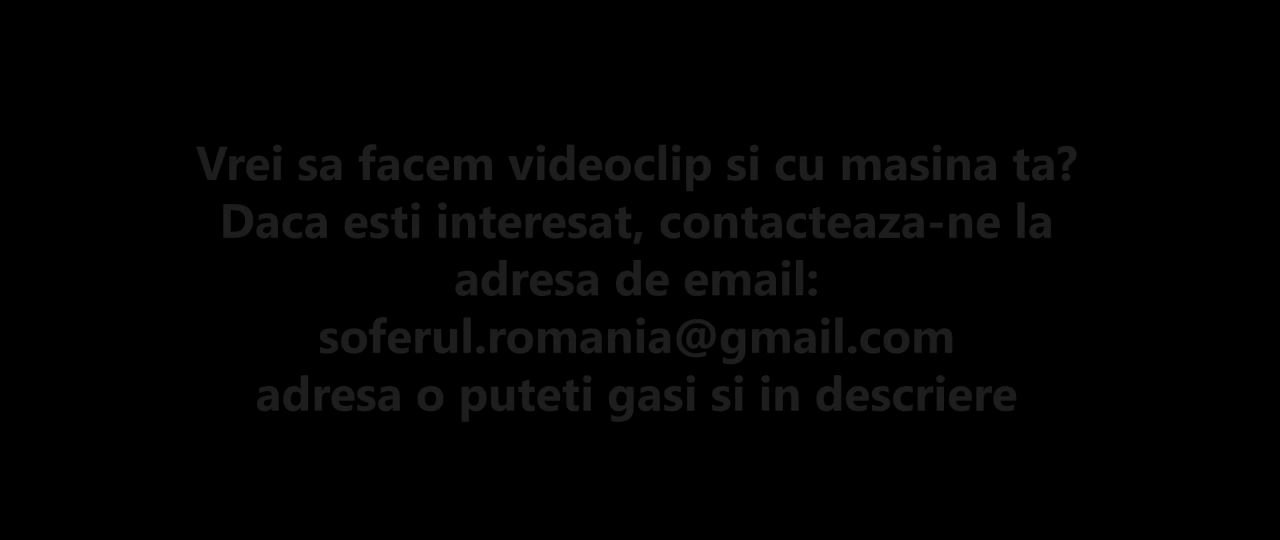 Vrei sa facem videoclip si cu masina ta?
Daca esti interesat, contacteaza-ne la
adresa de email:
soferul.romania@gmail.com
adresa o puteti gasi si in descriere